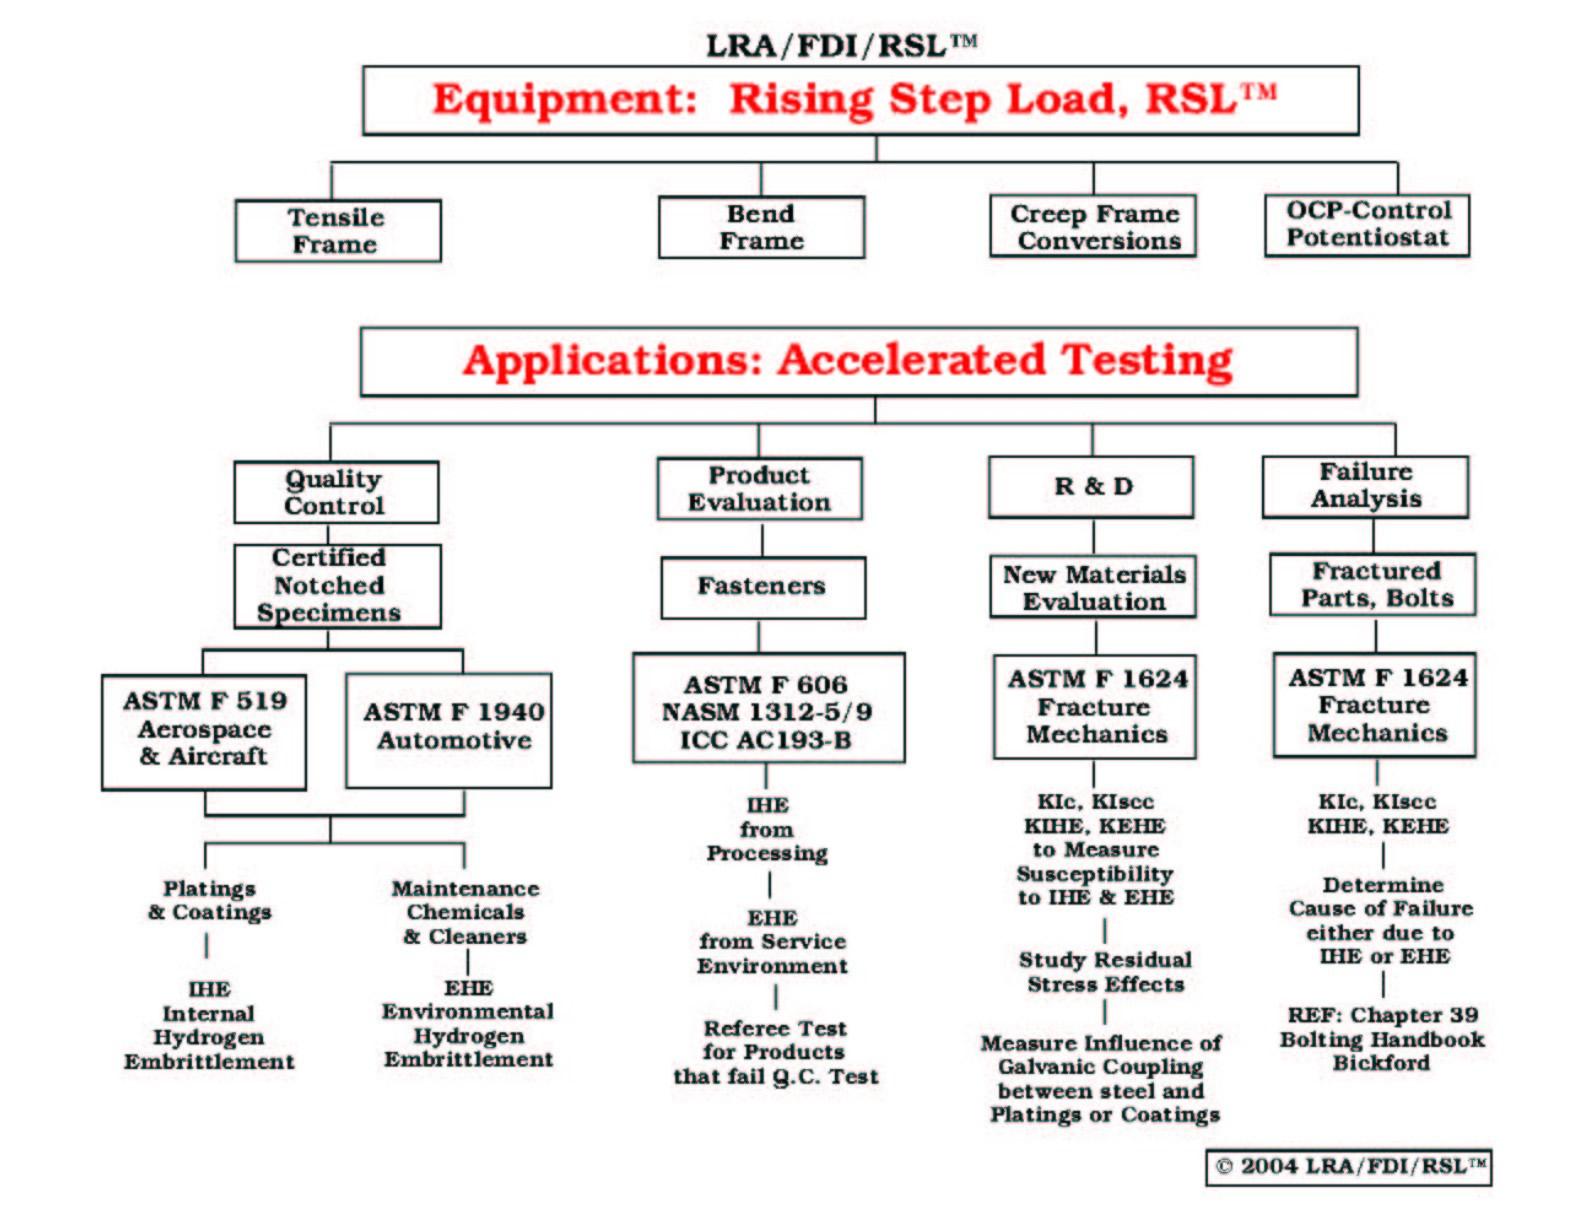 LRA/FDI/RSL™
Equipment: Rising Step Load, RSL™
Tensile
Frame
Bend
Frame
Creep Frame
Conversions
OCP-Control
Potentiostat
Applications: Accelerated Testing
Quality
Control
Certified
Notched
Specimens
ASTM F 519
Aerospace
& Aircraft
ASTM F 1940
Automotive
Platings
& Coatings
IHE
Internal
Hydrogen
Embrittlement
Maintenance
Chemicals
& Cleaners
EHE
Environmental
Hydrogen
Embrittlement
Product
Evaluation
Fasteners
ASTM F 606
NASM 1312-5/9
ICC AC193-B
IHE
from
Processing
EHE
from Service
Environment
Referee Test
for Products
that fail Q.C. Test
R & D
New Materials
Evaluation
ASTM F 1624
Fracture
Mechanics
KIc, KIscc
KIHE, KEHE
to Measure
Susceptibility
to IHE & EHE
Study Residual
Stress Effects
Measure Influence of
Galvanic Coupling
between steel and
Platings or Coatings
Failure
Analysis
Fractured
Parts, Bolts
ASTM F 1624
Fracture
Mechanics
KIc, KIscc
KIHE, KEHE
Determine
Cause of Failure
either due to
IHE or EHE
REF: Chapter 39
Bolting Handbook
Bickford
© 2004 LRA/FDI/RSL™